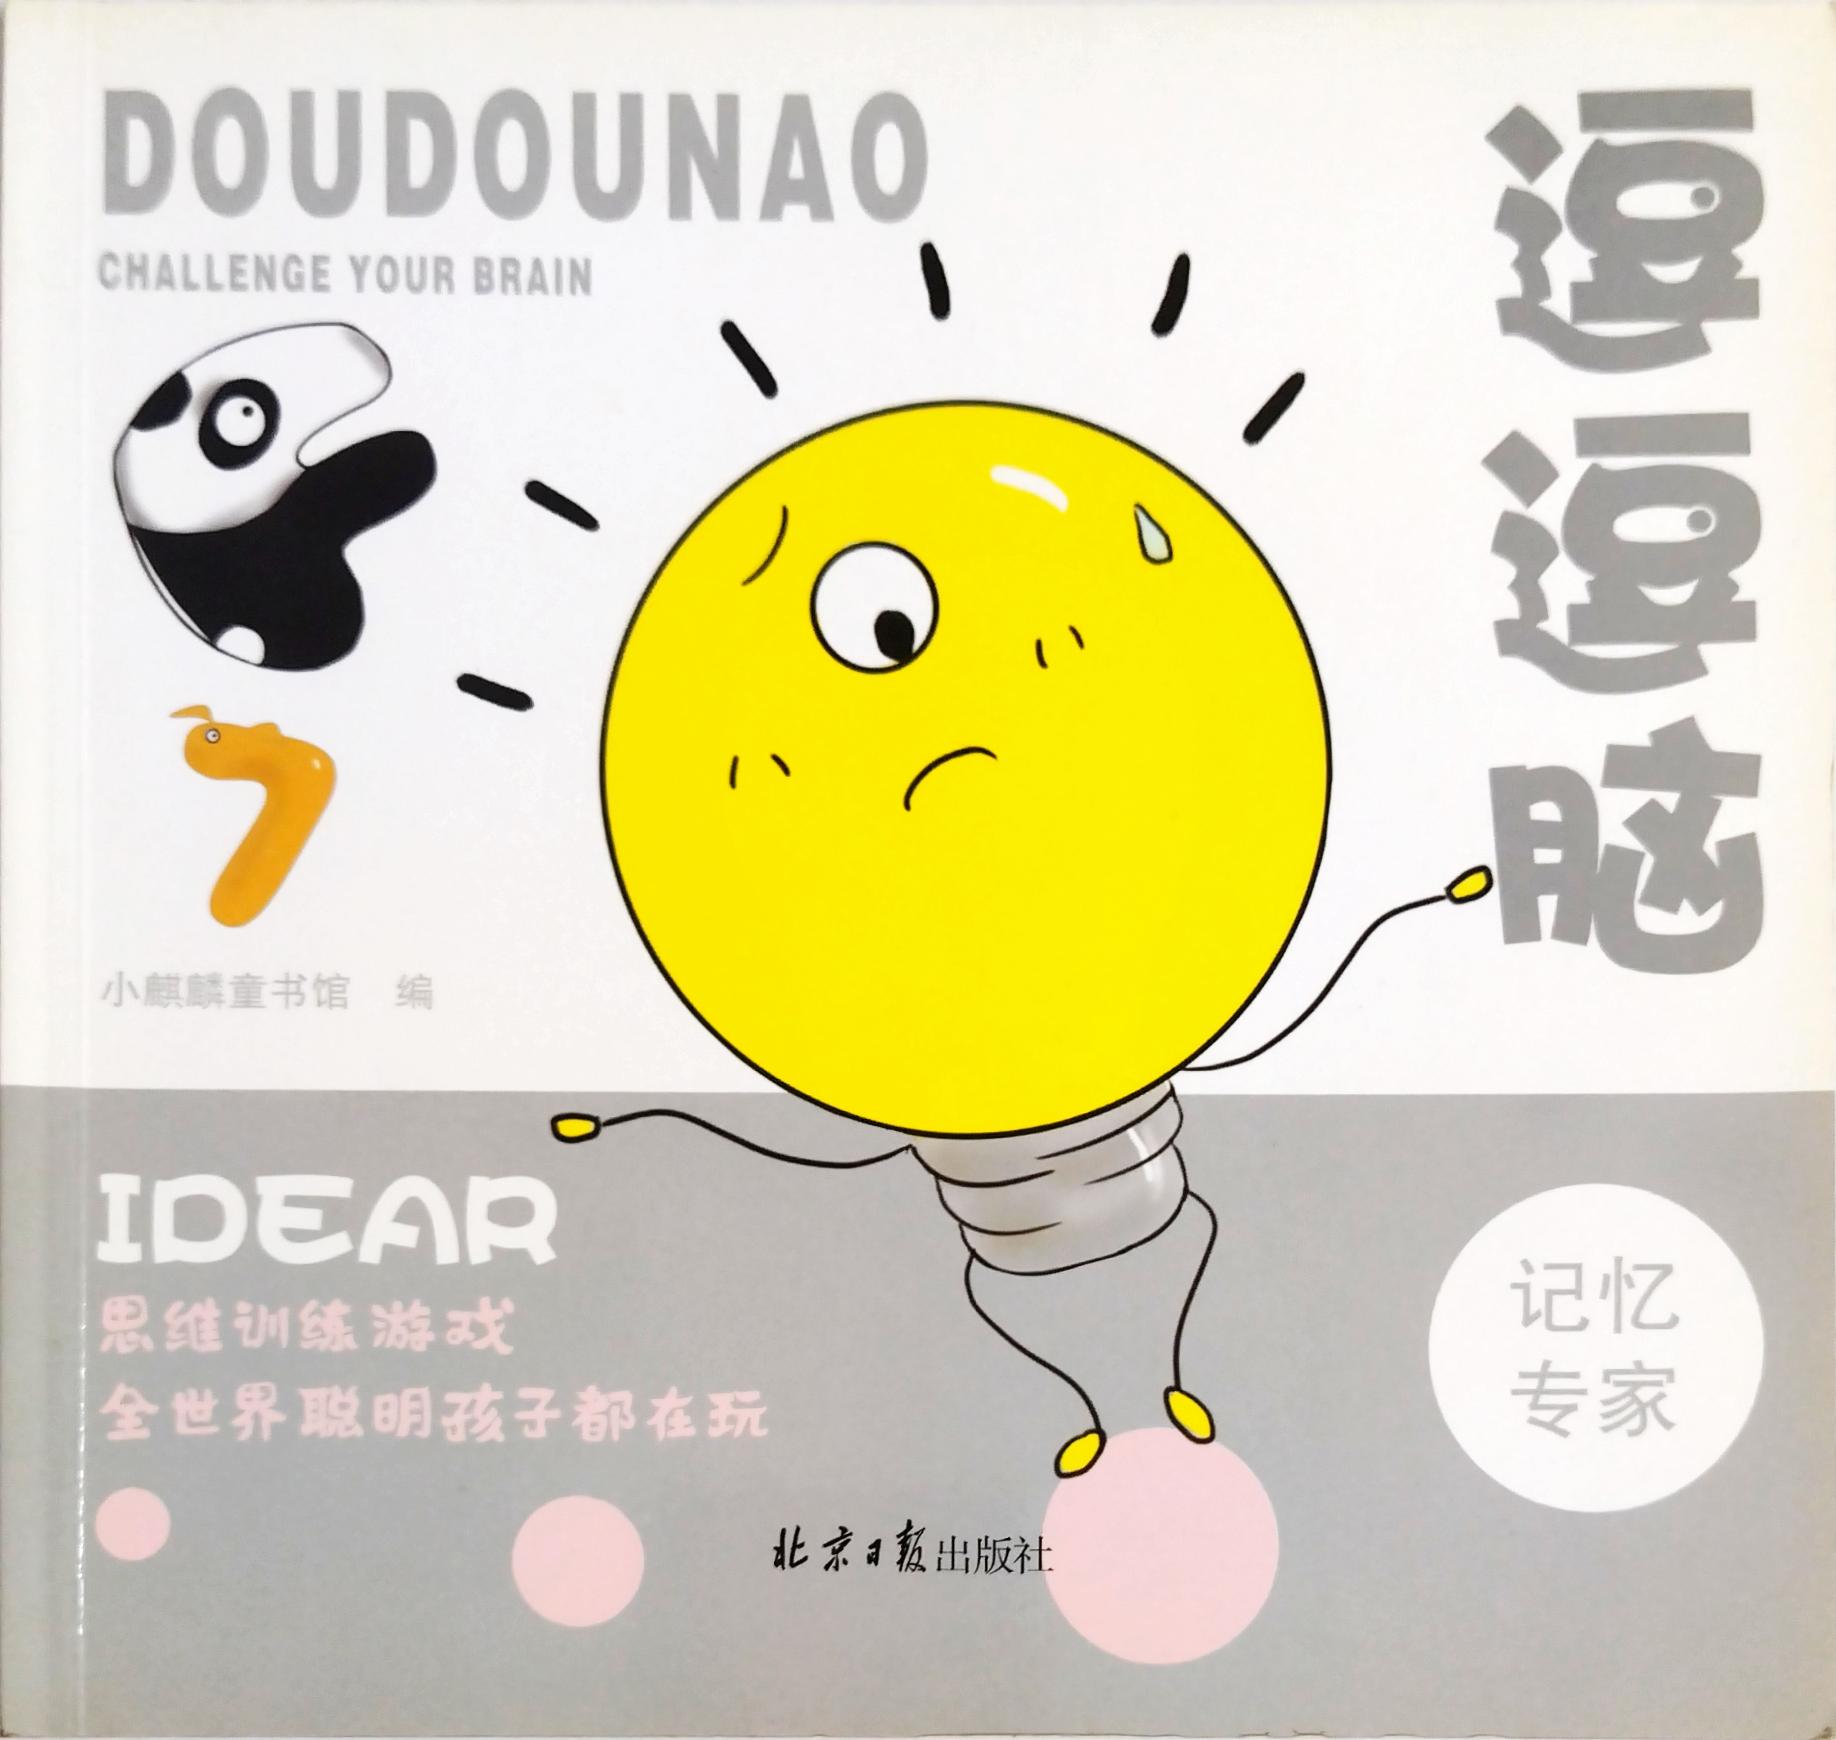 DOUDOUNAO
CHALLENGE YOUR BRAIN
逗逗脑
7
小麒麟童书馆 编
IDEAR
思维训练游戏
全世界聪明孩子都在玩
记忆
专家
北京日报出版社